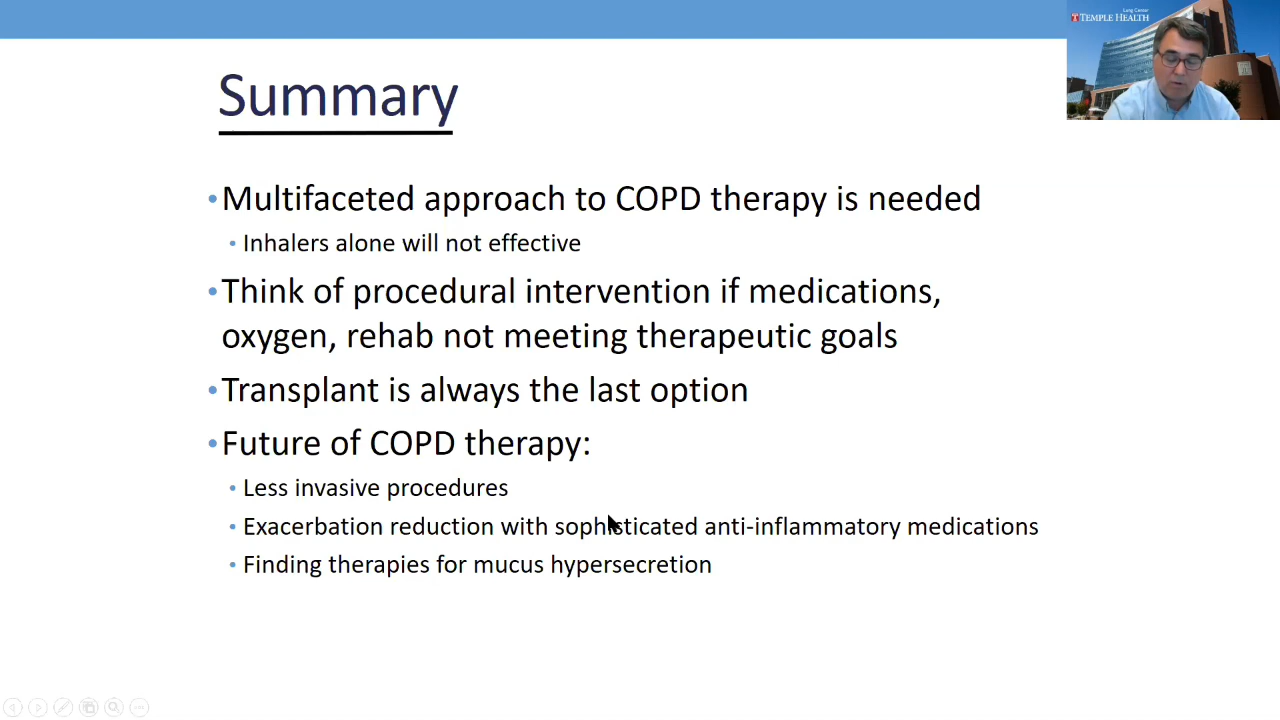 Lung Center
TEMPLE HEALTH
Summary
• Multifaceted approach to COPD therapy is needed
• Inhalers alone will not effective
• Think of procedural intervention if medications,
oxygen, rehab not meeting therapeutic goals
• Transplant is always the last option
• Future of COPD therapy:
• Less invasive procedures
• Exacerbation reduction with sophisticated anti-inflammatory medications
• Finding therapies for mucus hypersecretion